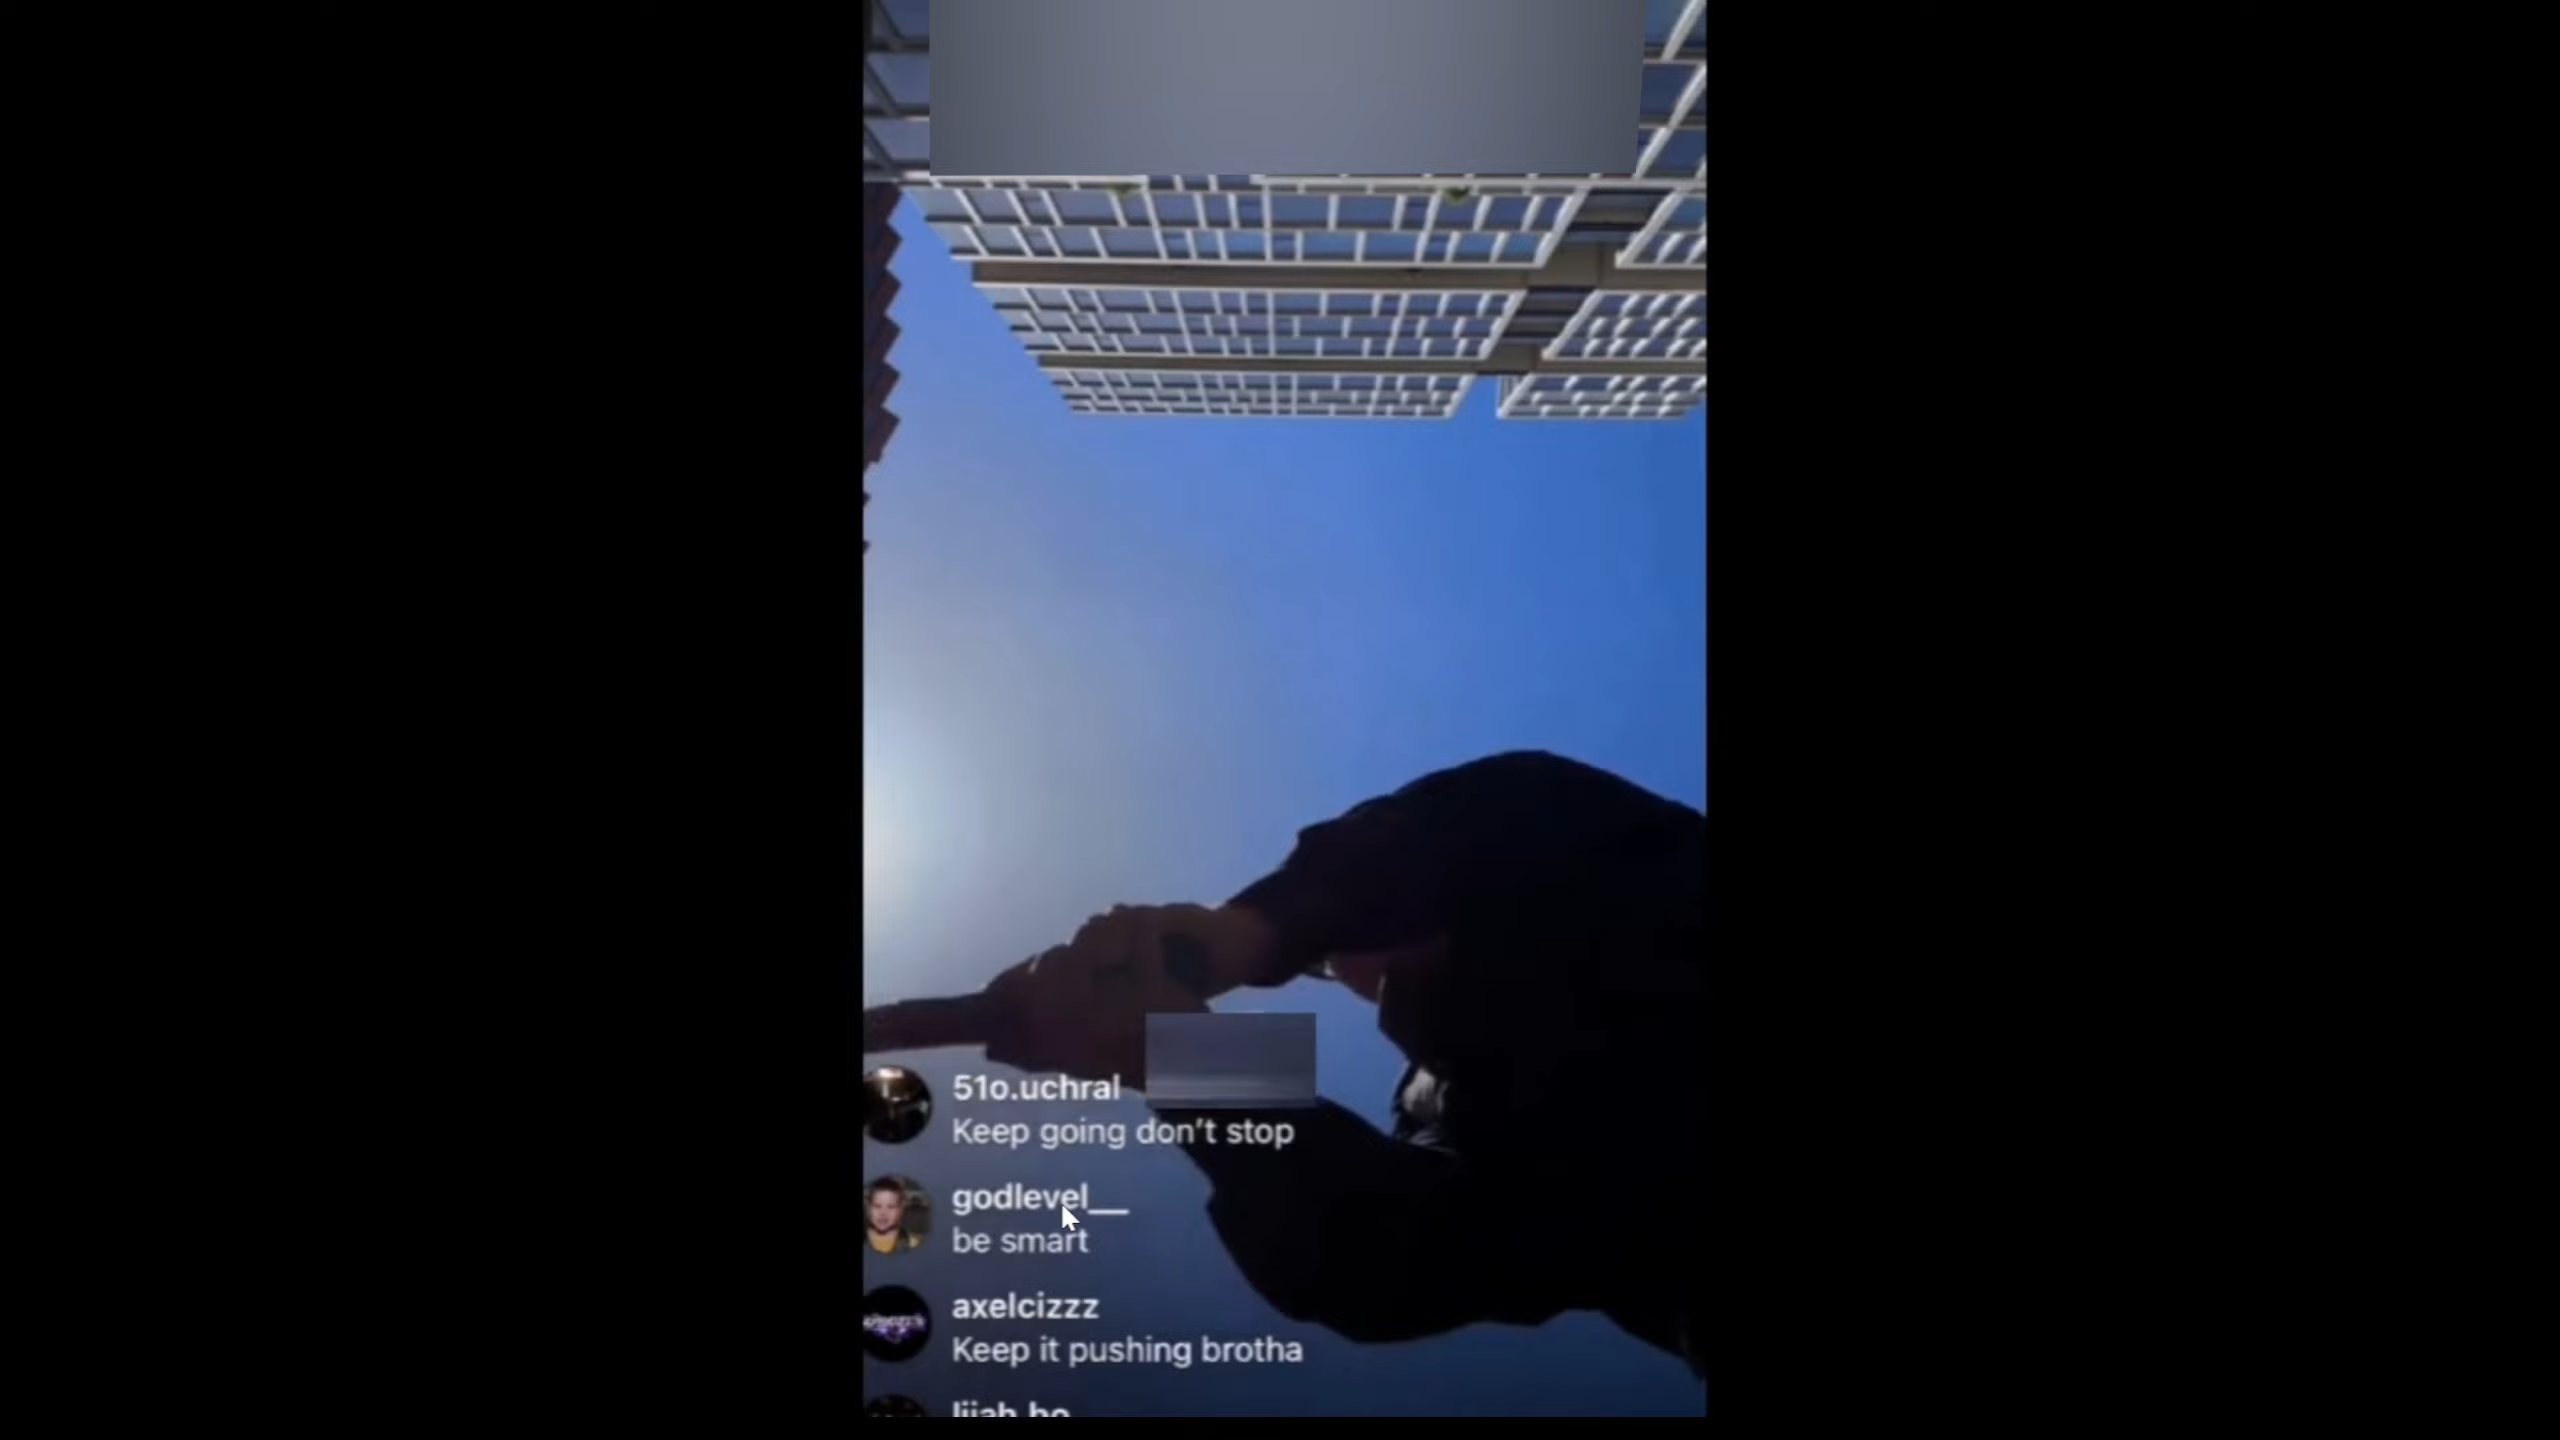 51o.uchral
Keep going don't stop
godlevel__
be smart
axelcizzz
Keep it pushing brotha